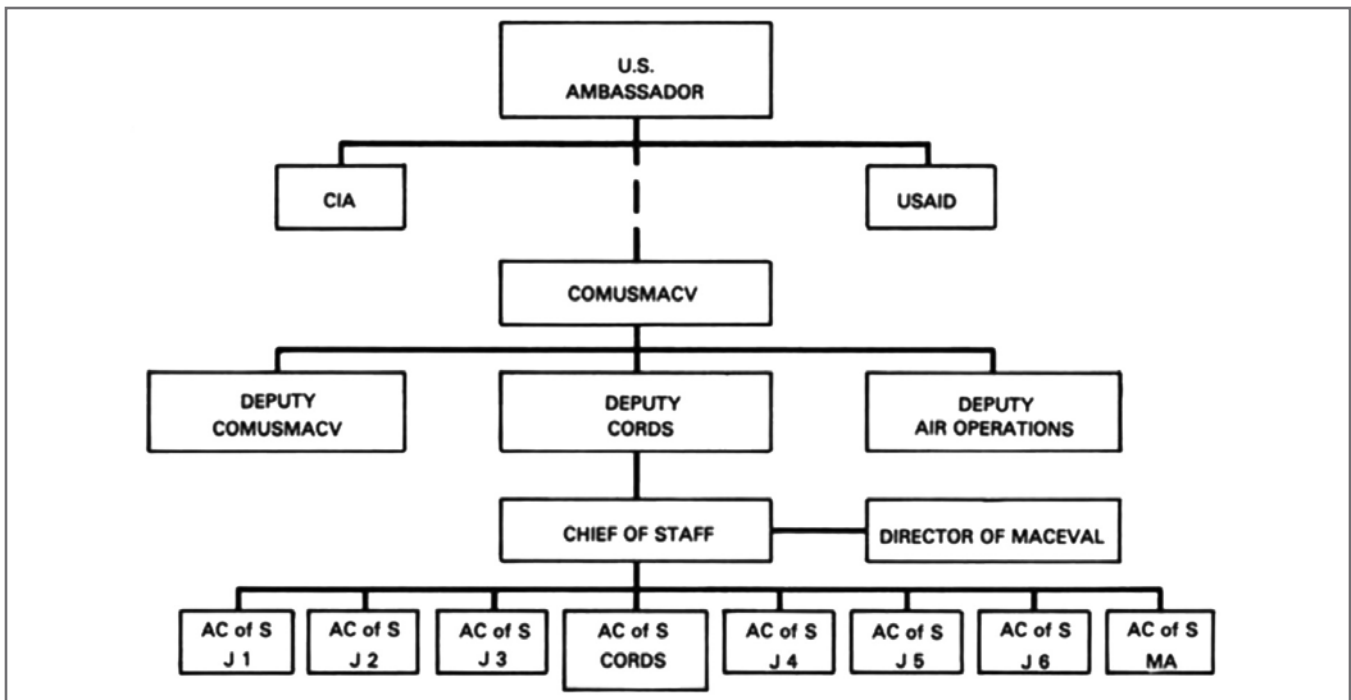 U.S.
AMBASSADOR
CIA
USAID
COMUSMACV
DEPUTY
COMUSMACV
DEPUTY
CORDS
DEPUTY
AIR OPERATIONS
CHIEF OF STAFF
DIRECTOR OF MACEVAL
AC of S
J 1
AC of S
J 2
AC of S
J 3
AC of S
CORDS
AC of S
J 4
AC of S
J 5
AC of S
J 6
AC of S
MA